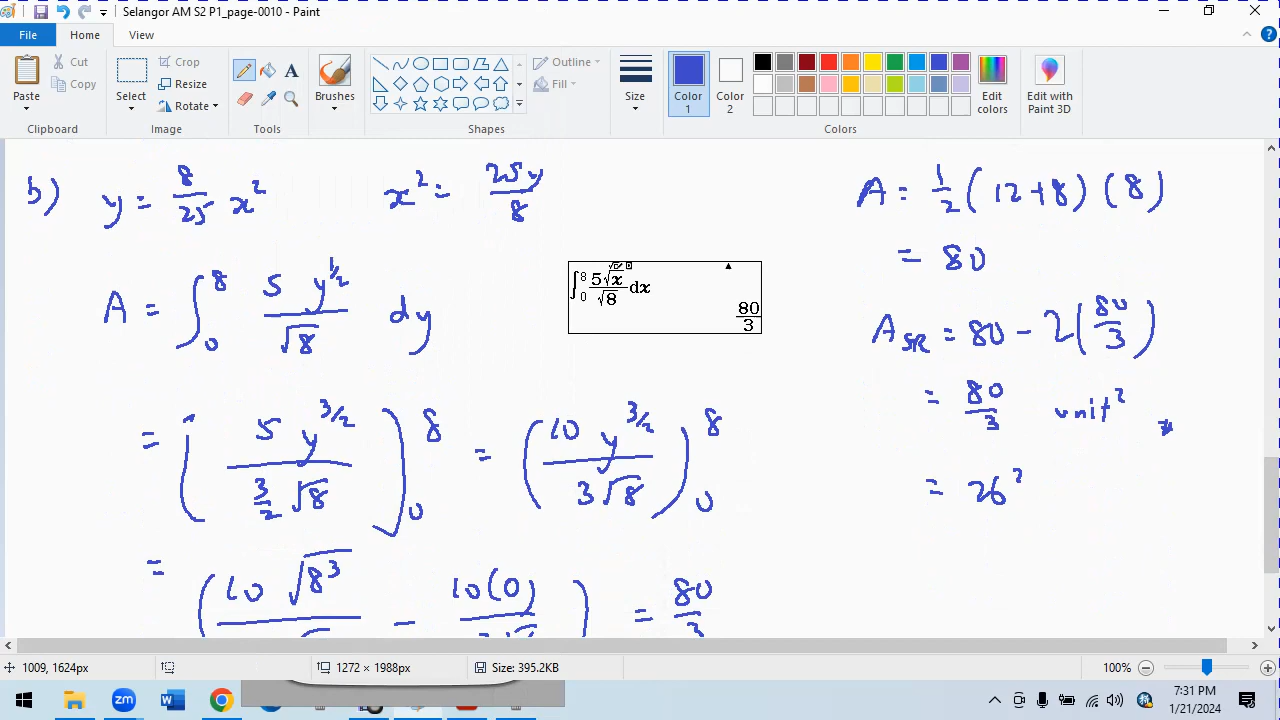 Selangor AM S2 P1_page-0010 - Paint
File Home View
Paste Cut Copy Clipboard
Select Crop Resize Rotate Image
Tools
Brushes
Shapes
Outline Fill
Size
Color 1 Color 2 Edit colors Colors
Edit with Paint 3D
b) y = 8/25 x² x² = 25y/8
A = ∫₀⁸ 5 y^½ / √8 dy
∫₀⁸ 5√x/√8 dx
80/3
= [ 5 y^3/2 / (3/2 √8) ]₀⁸ = ( 10 y^3/2 / 3√8 )₀⁸
= ( 10 √8³ - 10(0) ) = 80/3
A = ½ (12+8) (8)
= 80
A_SR = 80 - 2(80/3)
= 80/3 unit² *
= 26²
1009, 1624px 1272 × 1988px Size: 395.2KB 100%
7:31 PM
1/21/2024